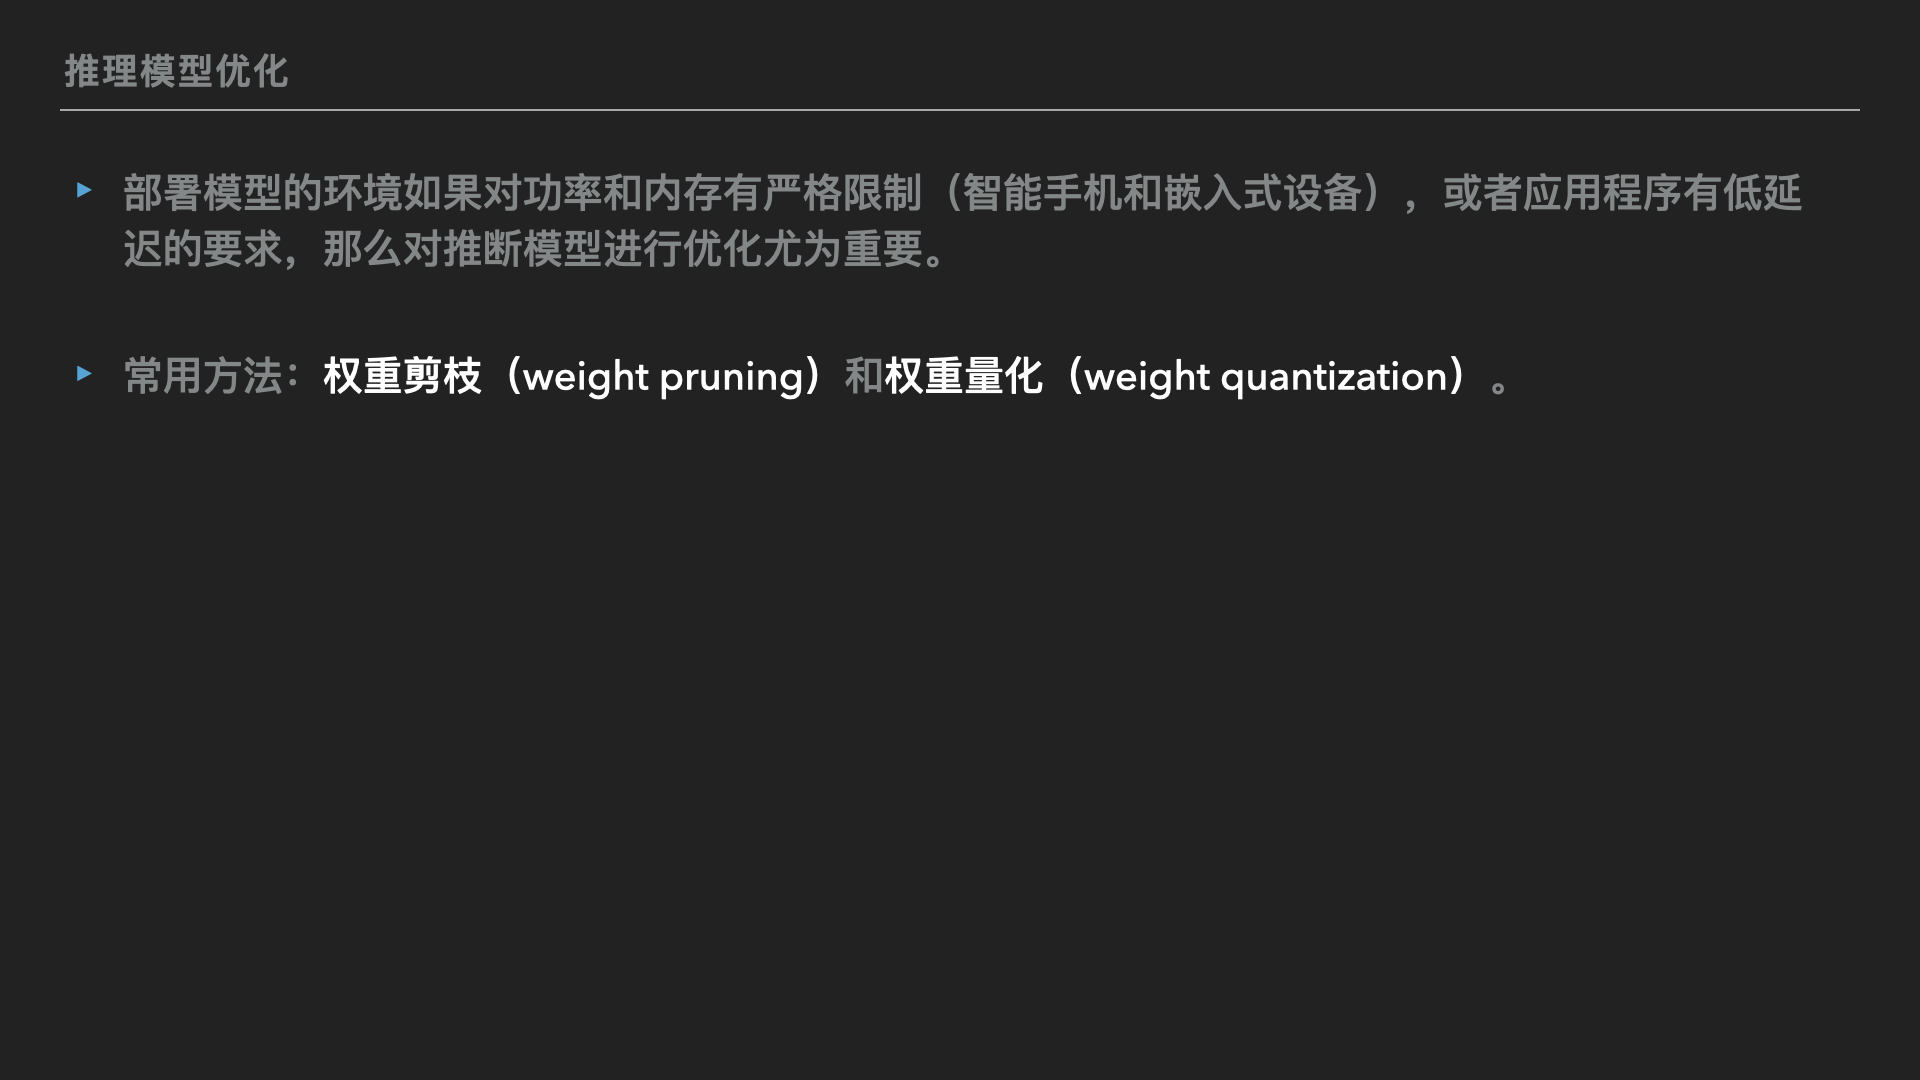 推理模型优化
部署模型的环境如果对功率和内存有严格限制（智能手机和嵌入式设备），或者应用程序有低延
迟的要求，那么对推断模型进行优化尤为重要。
常用方法：权重剪枝（weight pruning）和权重量化（weight quantization）。